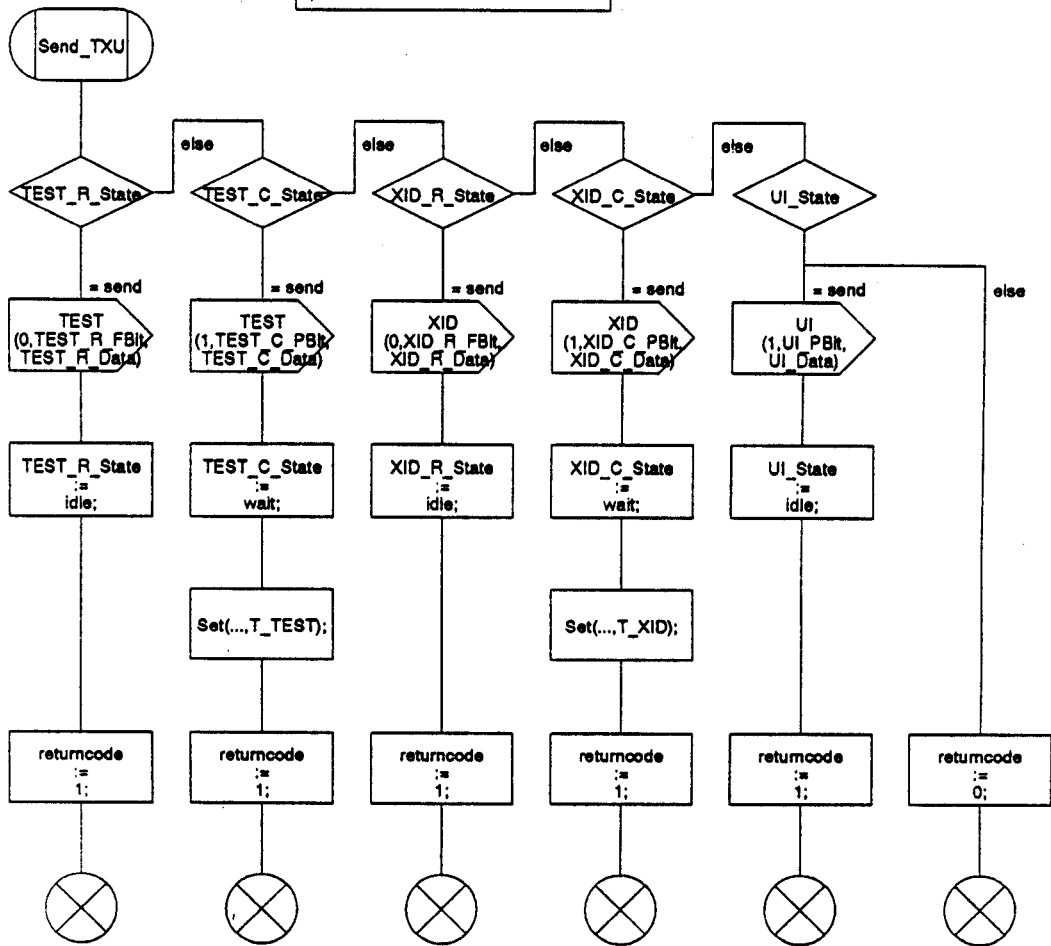 Send_TXU
else
else
else
else
TEST_R_State
TEST_C_State
XID_R_State
XID_C_State
UI_State
= send
= send
= send
= send
= send
else
TEST
(0,TEST_R_FBit,
TEST_R_Data)
TEST
(1,TEST_C_PBit,
TEST_C_Data)
XID
(0,XID_R_FBit,
XID_R_Data)
XID
(1,XID_C_PBit,
XID_C_Data)
UI
(1,UI_PBit,
UI_Data)
TEST_R_State
:=
idle;
TEST_C_State
:=
wait;
XID_R_State
:=
idle;
XID_C_State
:=
wait;
UI_State
:=
idle;
Set(...,T_TEST);
Set(...,T_XID);
returncode
:=
1;
returncode
:=
1;
returncode
:=
1;
returncode
:=
1;
returncode
:=
1;
returncode
:=
0;